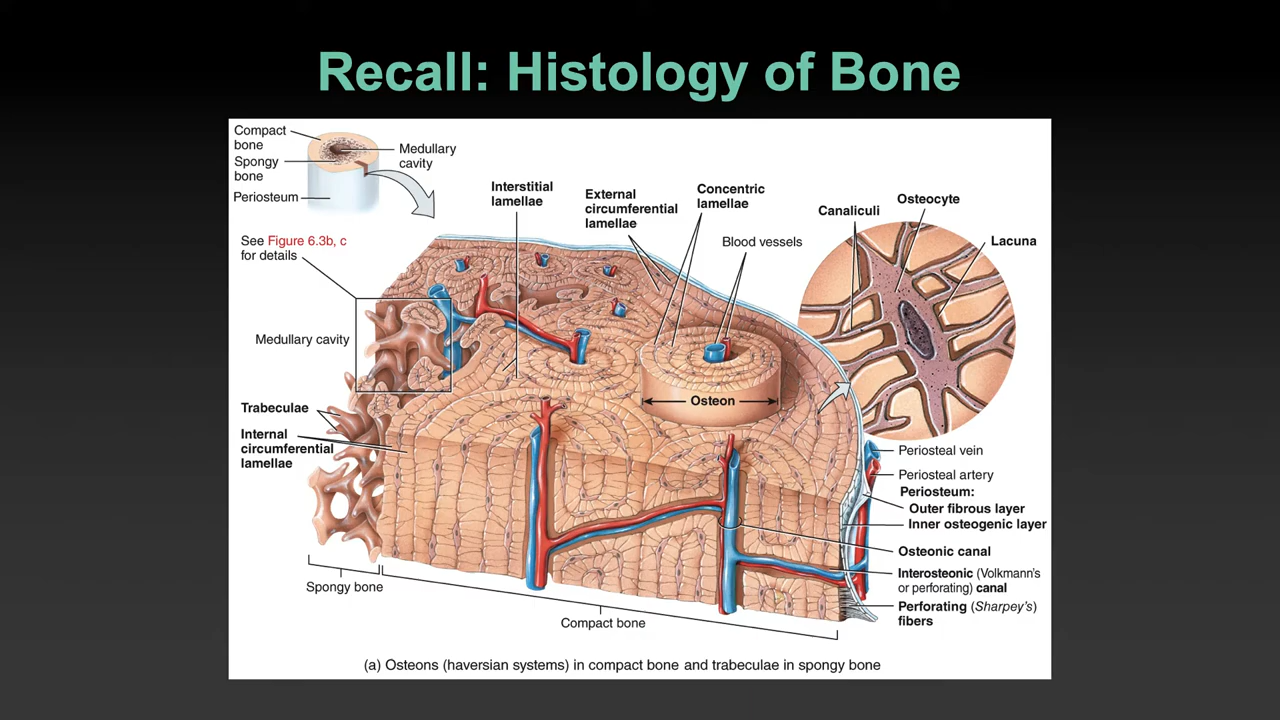 Recall: Histology of Bone
Compact
bone
Spongy
bone
Periosteum
Medullary
cavity
See Figure 6.3b, c
for details
Interstitial
lamellae
External
circumferential
lamellae
Concentric
lamellae
Blood vessels
Canaliculi
Osteocyte
Lacuna
Medullary cavity
Osteon
Trabeculae
Internal
circumferential
lamellae
Periosteal vein
Periosteal artery
Periosteum:
Outer fibrous layer
Inner osteogenic layer
Osteonic canal
Interosteonic (Volkmann's
or perforating) canal
Perforating (Sharpey's)
fibers
Spongy bone
Compact bone
(a) Osteons (haversian systems) in compact bone and trabeculae in spongy bone